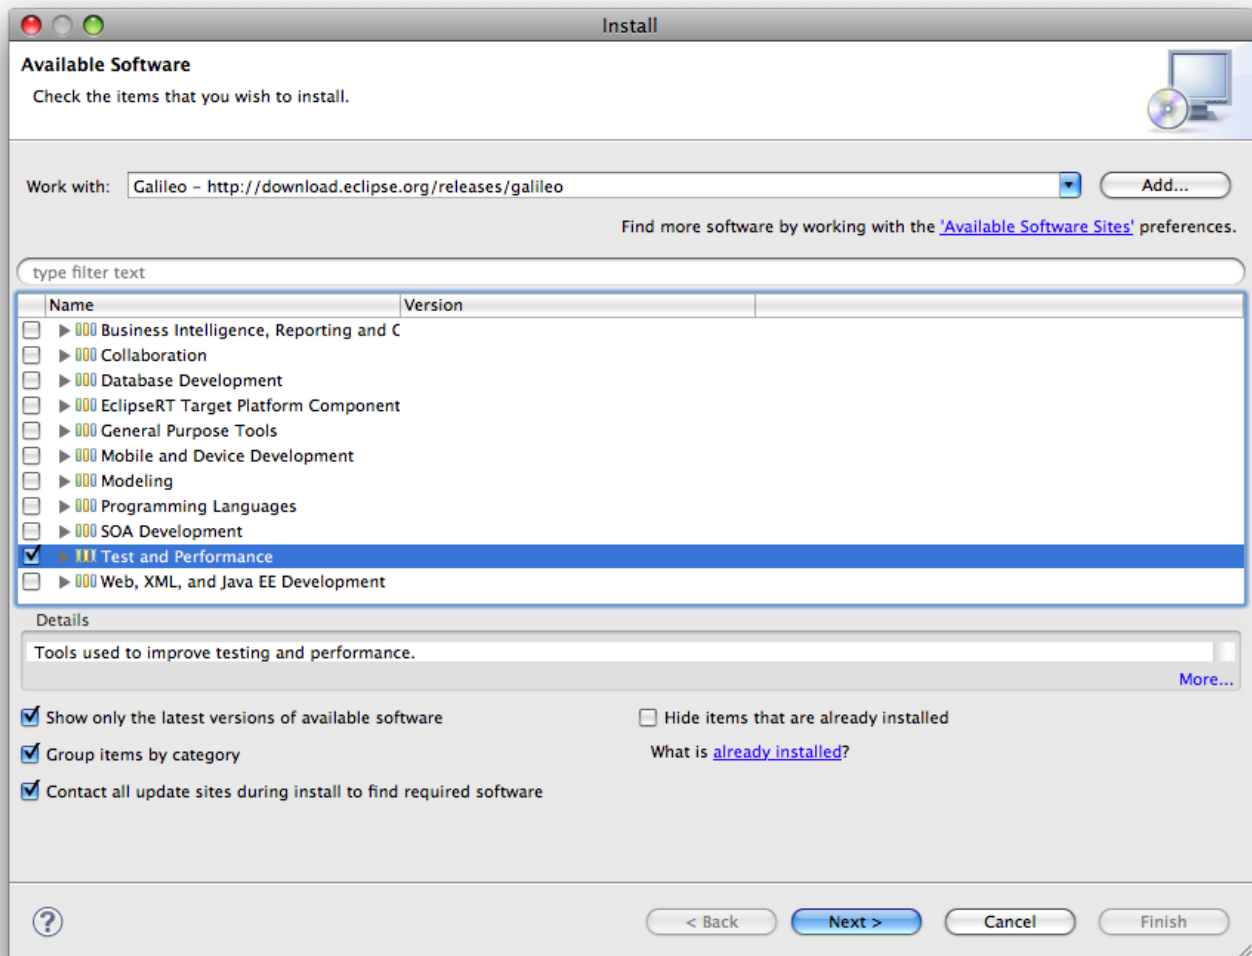 Install
Available Software
Check the items that you wish to install.
Work with: Galileo – http://download.eclipse.org/releases/galileo Add...
Find more software by working with the 'Available Software Sites' preferences.
type filter text
Name Version
Business Intelligence, Reporting and C
Collaboration
Database Development
EclipseRT Target Platform Component
General Purpose Tools
Mobile and Device Development
Modeling
Programming Languages
SOA Development
Test and Performance
Web, XML, and Java EE Development
Details
Tools used to improve testing and performance.
More...
Show only the latest versions of available software Hide items that are already installed
Group items by category What is already installed?
Contact all update sites during install to find required software
? < Back Next > Cancel Finish